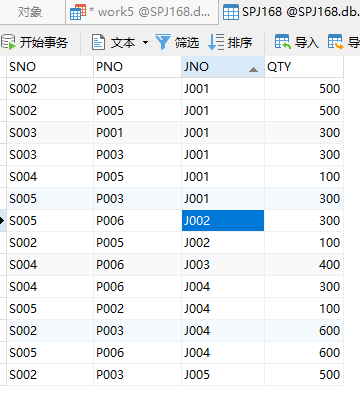 对象 * work5 @SPJ168.d... SPJ168 @SPJ168.db.
开始事务 文本 筛选 排序 导入
SNO PNO JNO QTY
S002 P003 J001 500
S002 P005 J001 500
S003 P001 J001 300
S003 P003 J001 300
S004 P005 J001 100
S005 P003 J001 300
S005 P006 J002 300
S002 P005 J002 100
S004 P006 J003 400
S004 P006 J004 300
S005 P002 J004 100
S002 P003 J004 600
S005 P006 J004 600
S002 P003 J005 500